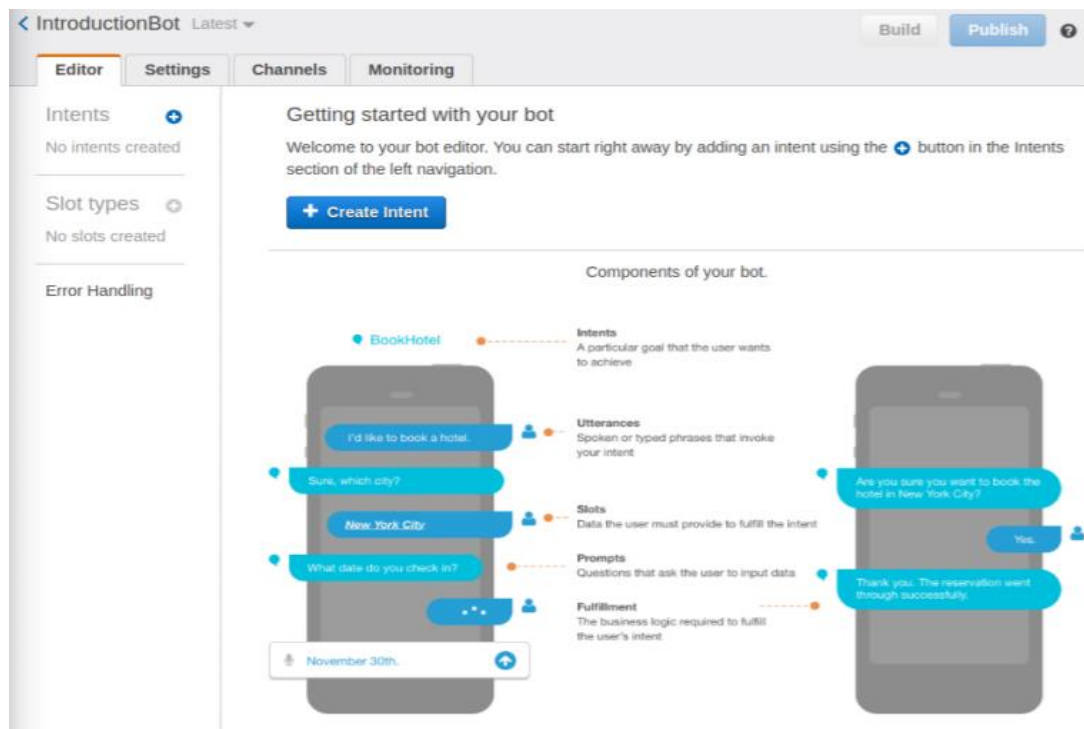 IntroductionBot Latest
Build
Publish
Editor
Settings
Channels
Monitoring
Intents
No intents created
Slot types
No slots created
Error Handling
Getting started with your bot
Welcome to your bot editor. You can start right away by adding an intent using the button in the Intents
section of the left navigation.
+ Create Intent
Components of your bot.
BookHotel
Intents
A particular goal that the user wants
to achieve
I'd like to book a hotel.
Utterances
Spoken or typed phrases that invoke
your intent
Sure, which city?
New York City
Slots
Data the user must provide to fulfill the intent
What date do you check in?
Prompts
Questions that ask the user to input data
Fulfillment
The business logic required to fulfill
the user's intent
November 30th.
Are you sure you want to book the
hotel in New York City?
Yes.
Thank you. The reservation went
through successfully.